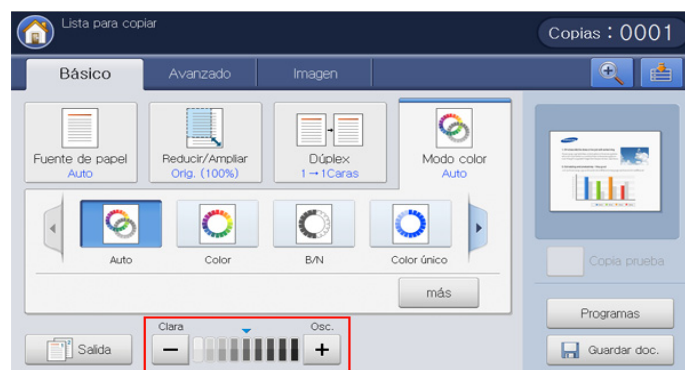 Lista para copiar
Copias : 0001
Básico
Avanzado
Imagen
Fuente de papel
Auto
Reducir/Ampliar
Orig. (100%)
Dúplex
1→1Caras
Modo color
Auto
Auto
Color
B/N
Color único
más
Copia prueba
Programas
Guardar doc.
Salida
Clara
Osc.